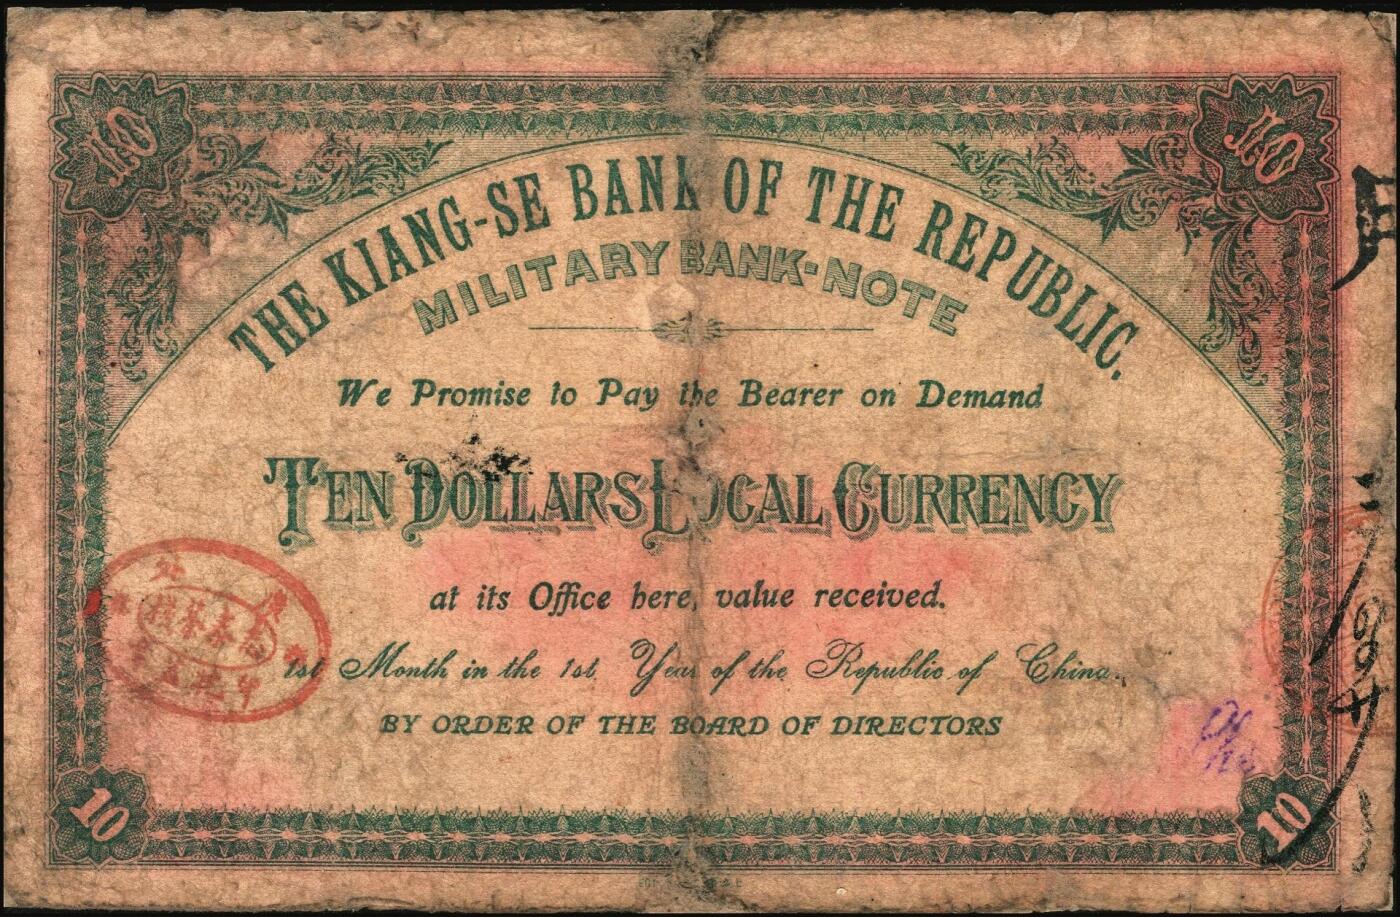 10 10
THE KIANG-SE BANK OF THE REPUBLIC.
MILITARY BANK-NOTE
We Promise to Pay the Bearer on Demand
TEN DOLLARS LOCAL CURRENCY
at its Office here, value received.
1st Month in the 1st Year of the Republic of China.
BY ORDER OF THE BOARD OF DIRECTORS
10 10